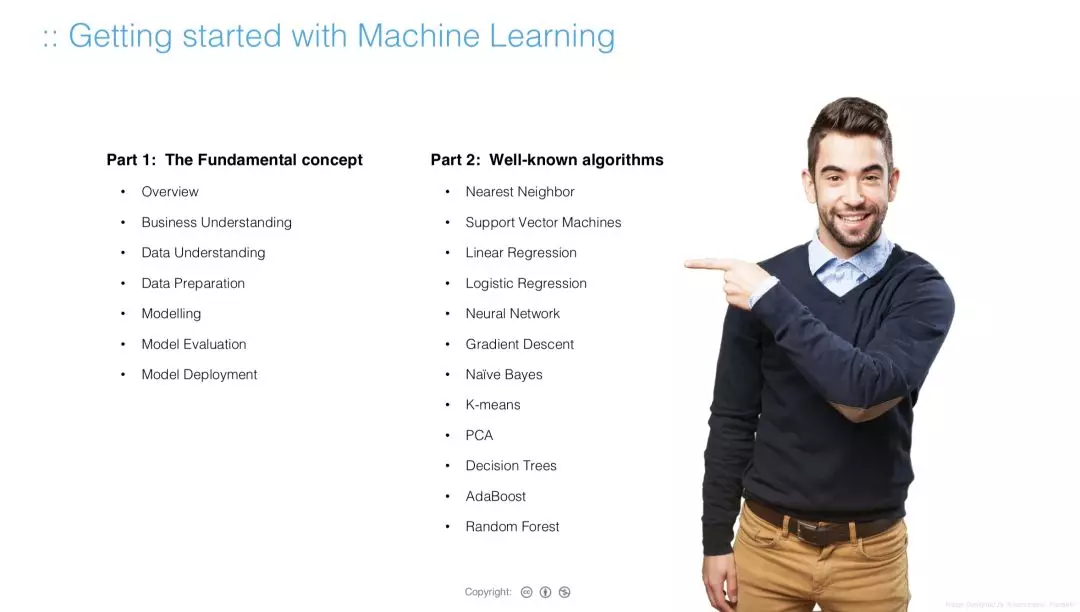 :: Getting started with Machine Learning
Part 1: The Fundamental concept
• Overview
• Business Understanding
• Data Understanding
• Data Preparation
• Modelling
• Model Evaluation
• Model Deployment
Part 2: Well-known algorithms
• Nearest Neighbor
• Support Vector Machines
• Linear Regression
• Logistic Regression
• Neural Network
• Gradient Descent
• Naïve Bayes
• K-means
• PCA
• Decision Trees
• AdaBoost
• Random Forest
Copyright: